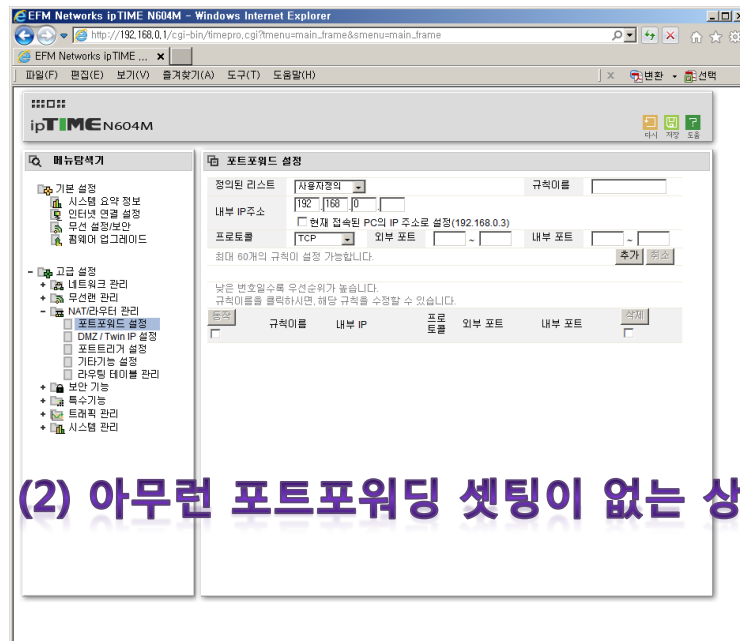 EFM Networks ipTIME N604M - Windows Internet Explorer
http://192.168.0.1/cgi-bin/timepro.cgi?tmenu=main_frame&smenu=main_frame
EFM Networks ipTIME ...
파일(F) 편집(E) 보기(V) 즐겨찾기(A) 도구(T) 도움말(H)
변환 선택
ipTIME N604M
다시 저장 도움
메뉴탐색기
기본 설정
시스템 요약 정보
인터넷 연결 설정
무선 설정/보안
펌웨어 업그레이드
고급 설정
네트워크 관리
무선랜 관리
NAT/라우터 관리
포트포워드 설정
DMZ / Twin IP 설정
포트트리거 설정
기타기능 설정
라우팅 테이블 관리
보안 기능
특수기능
트래픽 관리
시스템 관리
포트포워드 설정
정의된 리스트 사용자정의 규칙이름
내부 IP주소 192 . 168 . 0 .
현재 접속된 PC의 IP 주소로 설정(192.168.0.3)
프로토콜 TCP 외부 포트 ~ 내부 포트 ~
최대 60개의 규칙이 설정 가능합니다. 추가 취소
낮은 번호일수록 우선순위가 높습니다.
규칙이름을 클릭하시면, 해당 규칙을 수정할 수 있습니다.
동작 규칙이름 내부 IP 프로토콜 외부 포트 내부 포트 삭제
(2) 아무런 포트포워딩 셋팅이 없는 상